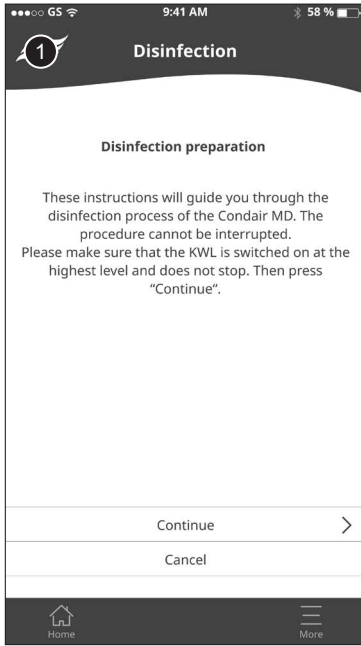 GS 9:41 AM 58 %
1
Disinfection
Disinfection preparation
These instructions will guide you through the
disinfection process of the Condair MD. The
procedure cannot be interrupted.
Please make sure that the KWL is switched on at the
highest level and does not stop. Then press
“Continue“.
Continue
Cancel
Home More